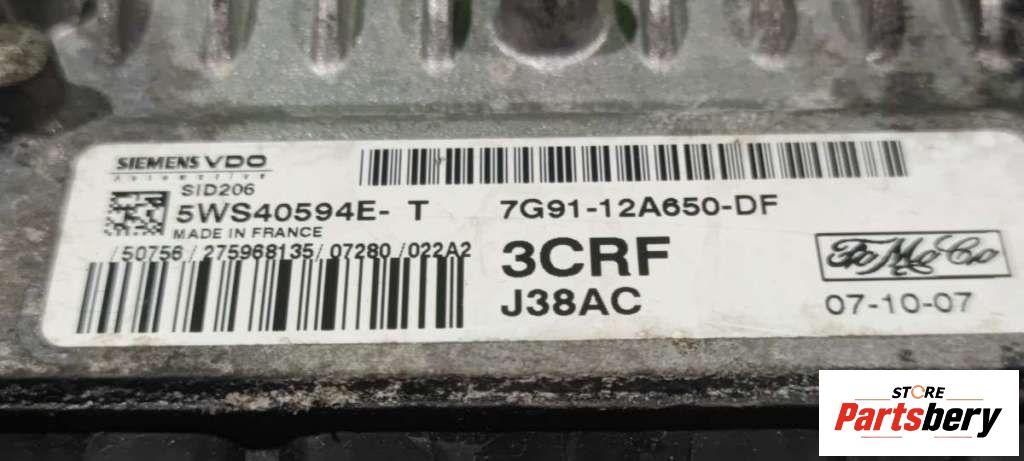 SIEMENS VDO
Automotive
SID206
5WS40594E- T
MADE IN FRANCE
/50756/275968135/07280/022A2
7G91-12A650-DF
3CRF
J38AC
FoMoCo
07-10-07
STORE
Partsbery